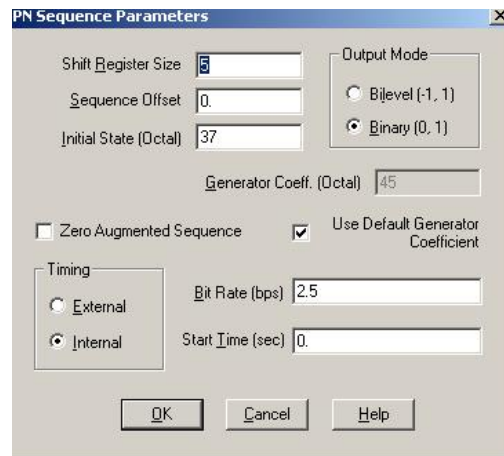 PN Sequence Parameters
Shift Register Size 5
Sequence Offset 0.
Initial State (Octal) 37
Output Mode
Bilevel (-1, 1)
Binary (0, 1)
Generator Coeff. (Octal) 45
Zero Augmented Sequence
Use Default Generator
Coefficient
Timing
External
Internal
Bit Rate (bps) 2.5
Start Time (sec) 0.
OK Cancel Help